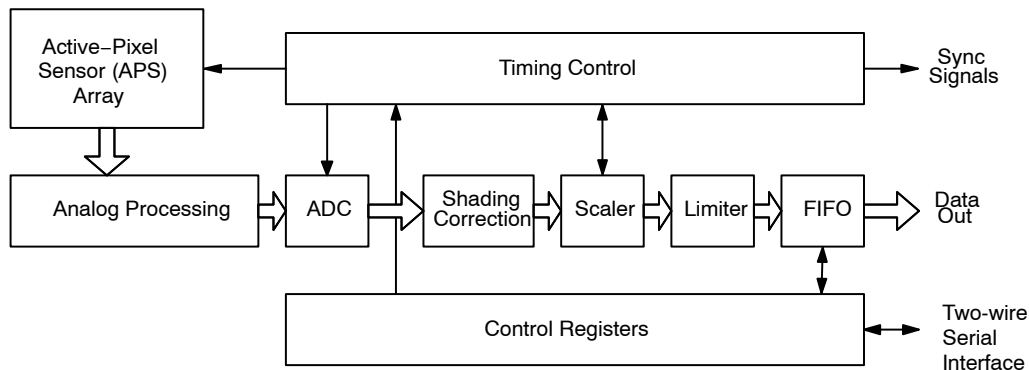 Active−Pixel
Sensor (APS)
Array
Timing Control
Sync
Signals
Analog Processing
ADC
Shading
Correction
Scaler
Limiter
FIFO
Data
Out
Control Registers
Two-wire
Serial
Interface